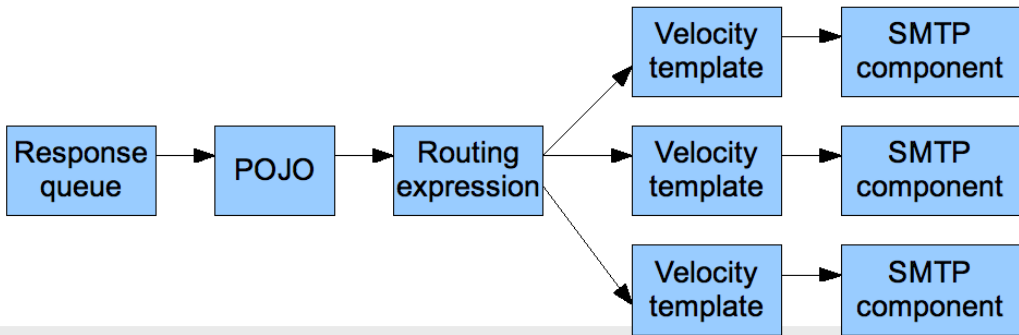 Response
queue
POJO
Routing
expression
Velocity
template
SMTP
component
Velocity
template
SMTP
component
Velocity
template
SMTP
component